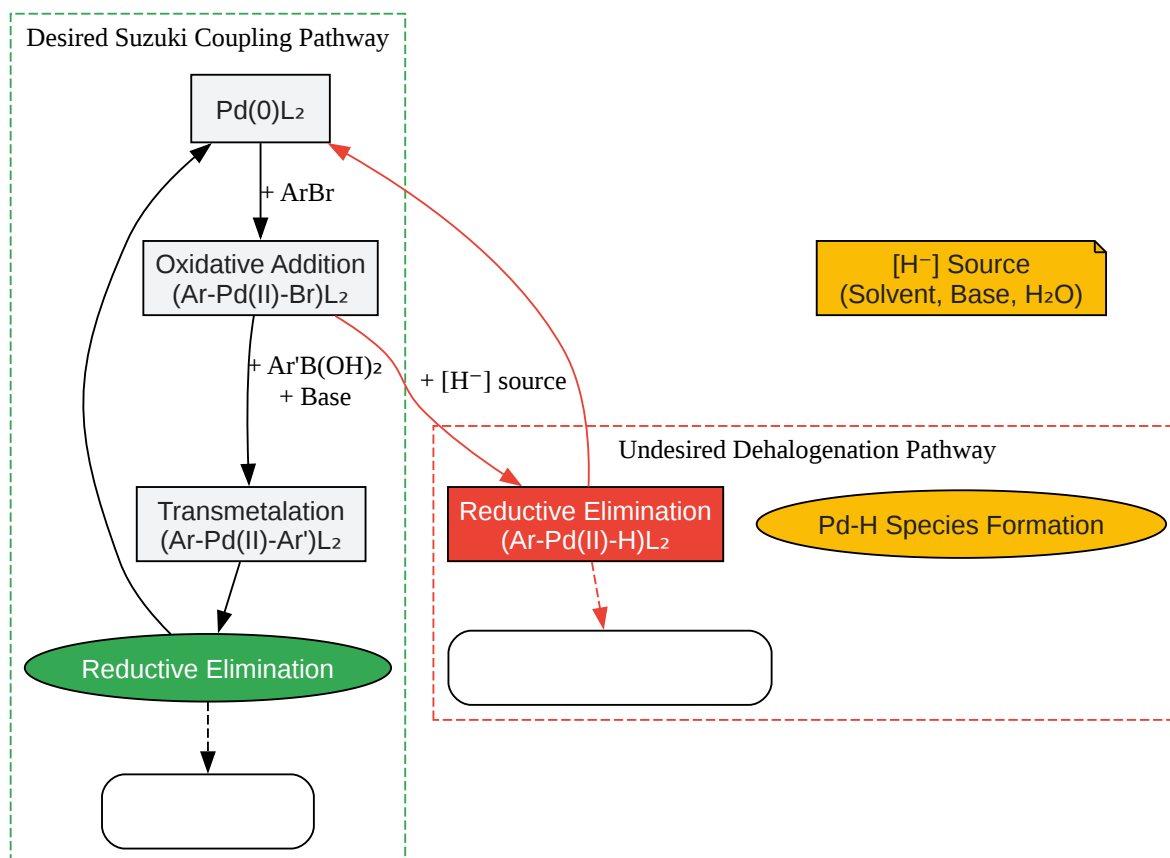 Desired Suzuki Coupling Pathway
Pd(0)L₂
+ ArBr
Oxidative Addition
(Ar-Pd(II)-Br)L₂
[H⁻] Source
(Solvent, Base, H₂O)
+ Ar'B(OH)₂
+ Base
+ [H⁻] source
Undesired Dehalogenation Pathway
Transmetalation
(Ar-Pd(II)-Ar')L₂
Reductive Elimination
(Ar-Pd(II)-H)L₂
Pd-H Species Formation
Reductive Elimination